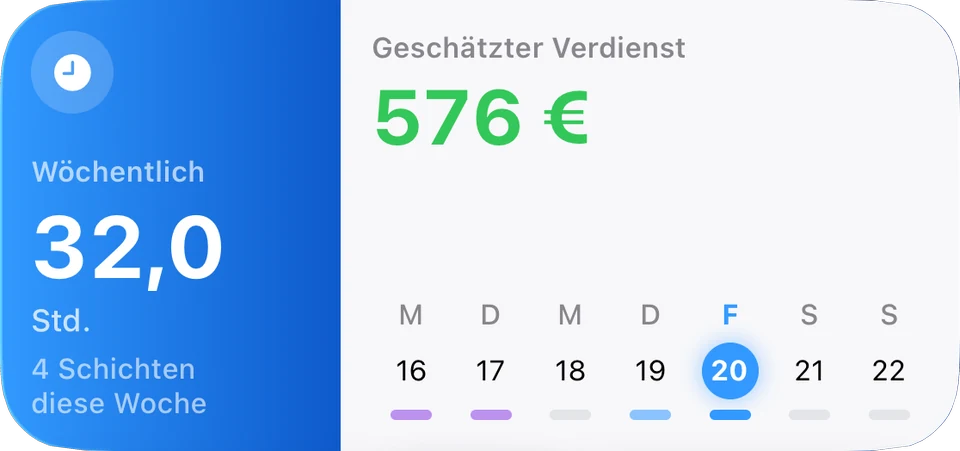 Wöchentlich
32,0
Std.
4 Schichten
diese Woche
Geschätzter Verdienst
576 €
M D M D F S S
16 17 18 19 20 21 22